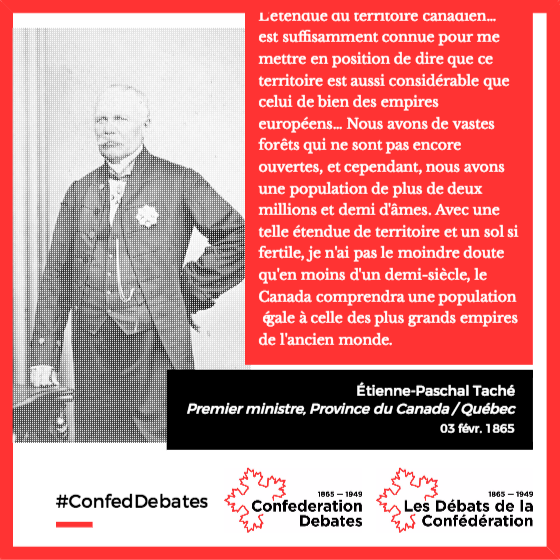 L'étendue du territoire canadien...
est suffisamment connue pour me
mettre en position de dire que ce
territoire est aussi considérable que
celui de bien des empires
européens... Nous avons de vastes
forêts qui ne sont pas encore
ouvertes, et cependant, nous avons
une population de plus de deux
millions et demi d'âmes. Avec une
telle étendue de territoire et un sol si
fertile, je n'ai pas le moindre doute
qu'en moins d'un demi-siècle, le
Canada comprendra une population
égale à celle des plus grands empires
de l'ancien monde.
Étienne-Paschal Taché
Premier ministre, Province du Canada / Québec
03 févr. 1865
#ConfedDebates
1865 — 1949
Confederation
Debates
1865 — 1949
Les Débats de la
Confédération